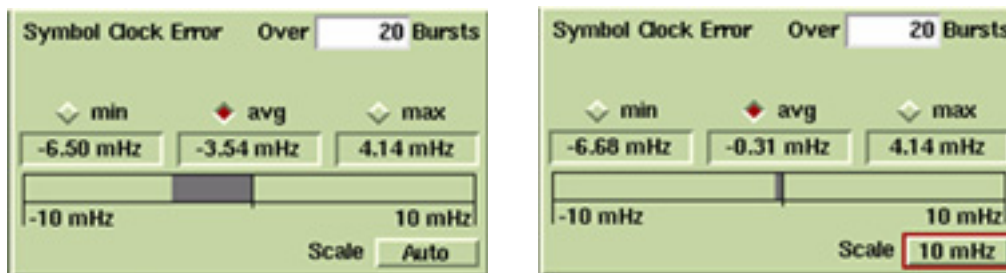 Symbol Clock Error Over 20 Bursts
min avg max
-6.50 mHz -3.54 mHz 4.14 mHz
-10 mHz 10 mHz
Scale Auto
Symbol Clock Error Over 20 Bursts
min avg max
-6.68 mHz -0.31 mHz 4.14 mHz
-10 mHz 10 mHz
Scale 10 mHz